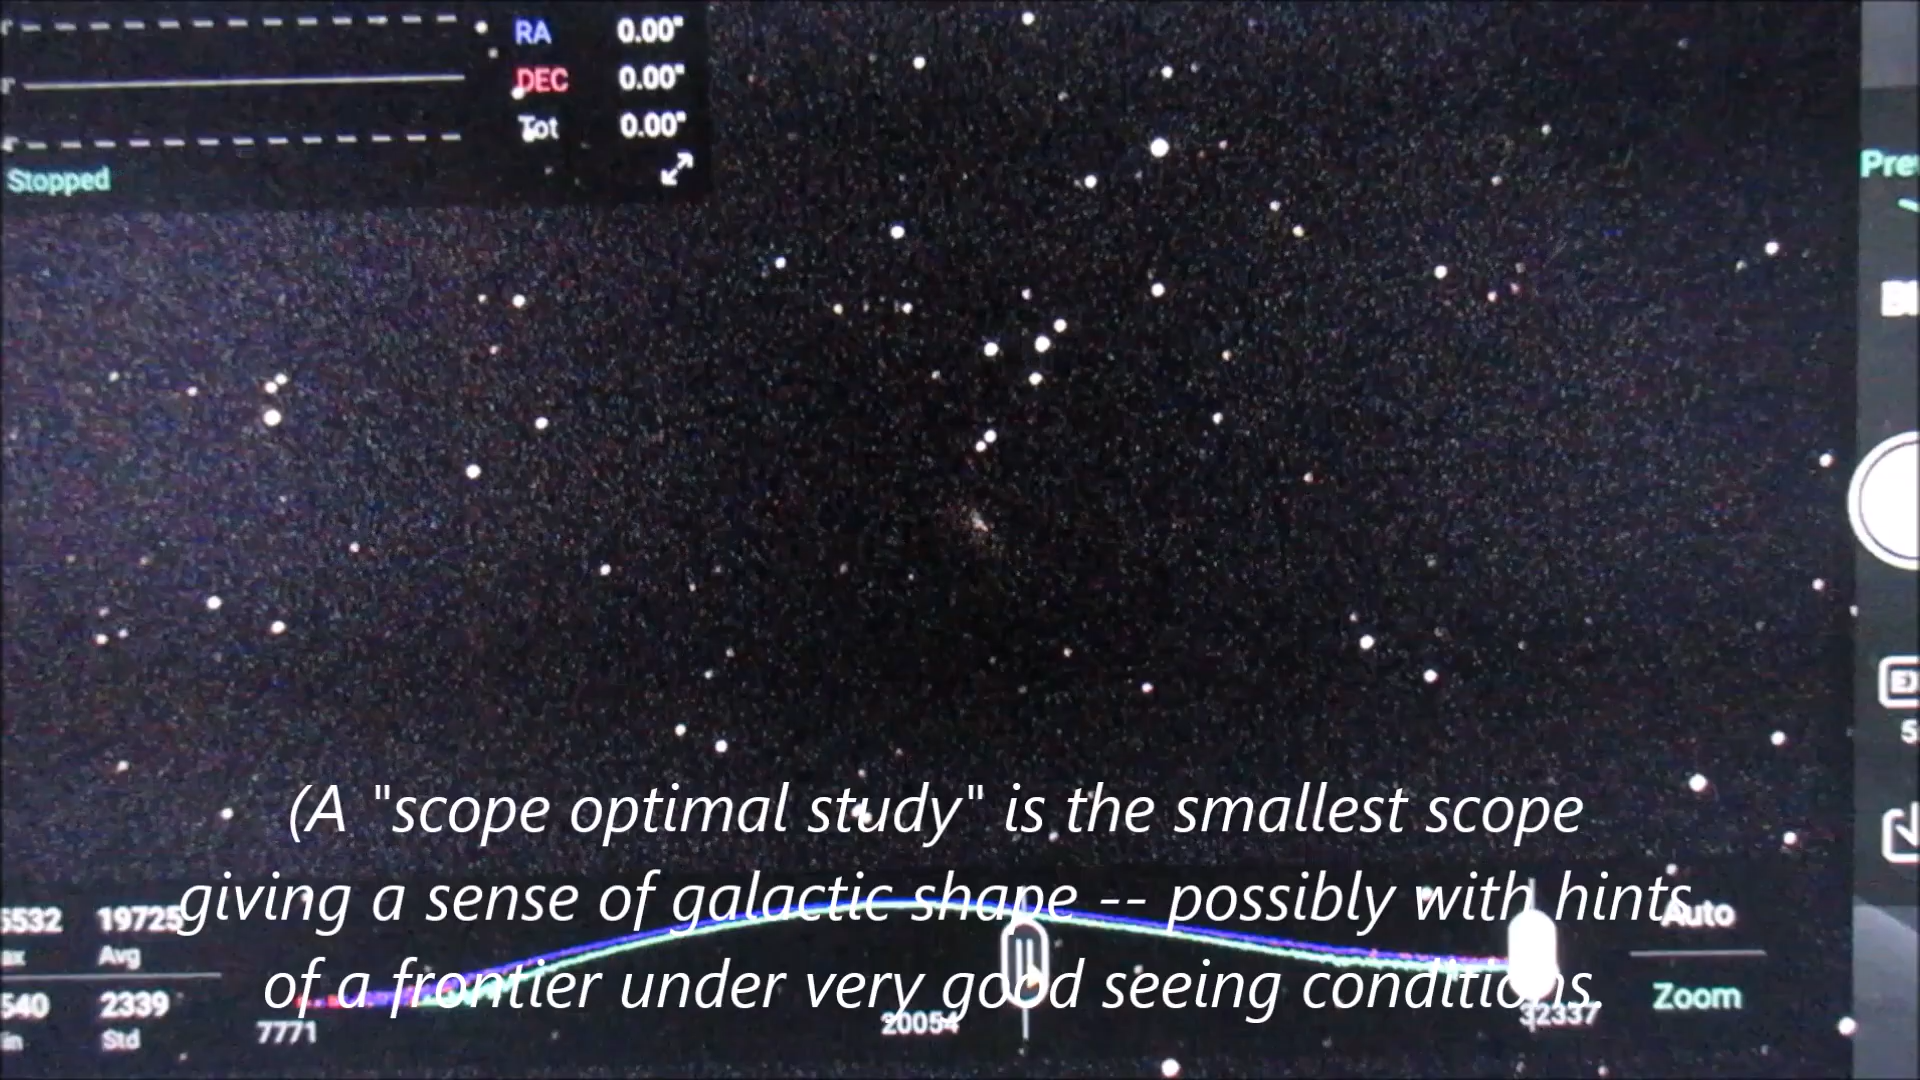 RA 0.00"
DEC 0.00"
Tot 0.00"
Stopped
(A "scope optimal study" is the smallest scope
giving a sense of galactic shape -- possibly with hints
of a frontier under very good seeing conditions.
19725
Avg
2339
Std
7771
20054
32337
Auto
Zoom